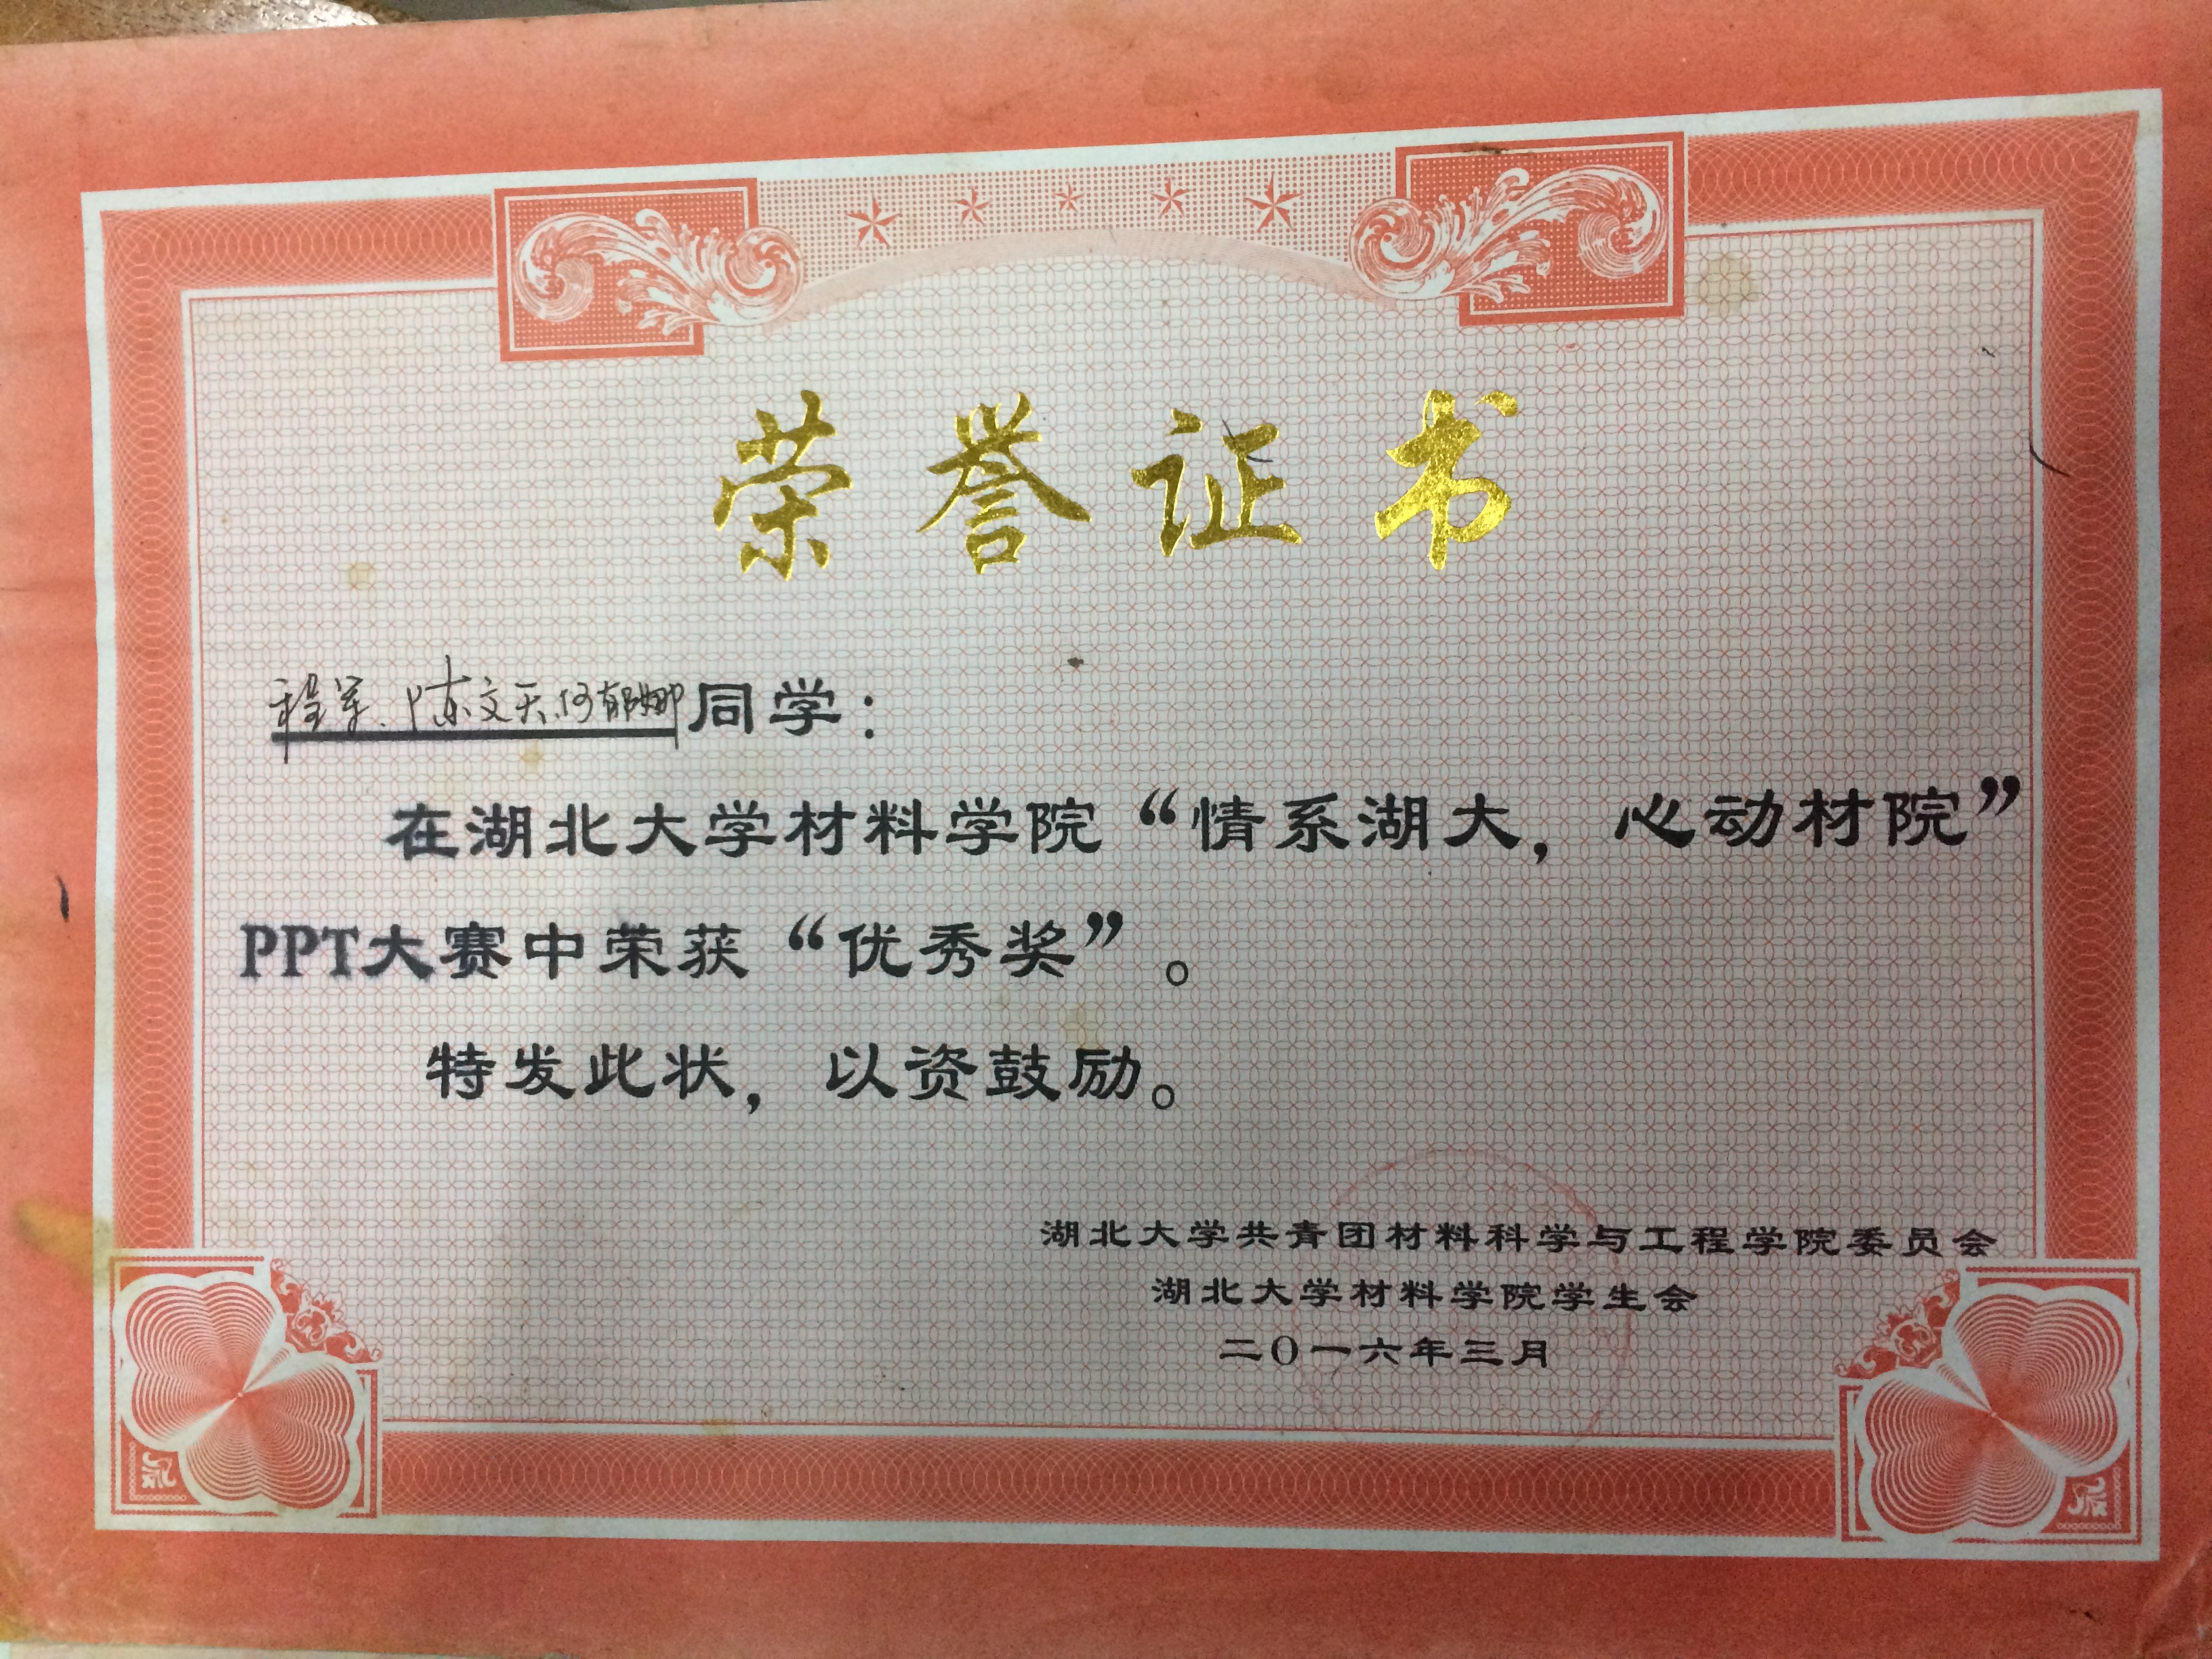 荣誉证书
程军、陈文天、何郁娜同学：
在湖北大学材料学院“情系湖大，心动材院”
PPT大赛中荣获“优秀奖”。
特发此状，以资鼓励。
湖北大学共青团材料科学与工程学院委员会
湖北大学材料学院学生会
二O一六年三月